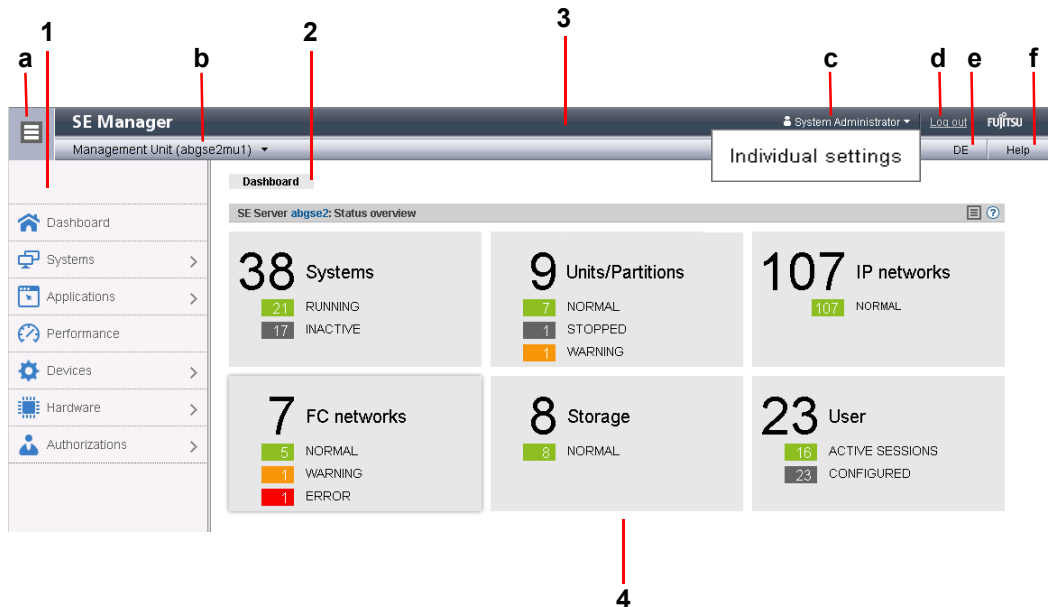 3
1
2
a
b
c
d
e
f
SE Manager
System Administrator
Log out
FUJITSU
Management Unit (abgse2mu1)
Individual settings
DE
Help
Dashboard
SE Server abgse2: Status overview
Dashboard
Systems
Applications
Performance
Devices
Hardware
Authorizations
38 Systems
21 RUNNING
17 INACTIVE
9 Units/Partitions
7 NORMAL
1 STOPPED
1 WARNING
107 IP networks
107 NORMAL
7 FC networks
5 NORMAL
1 WARNING
1 ERROR
8 Storage
8 NORMAL
23 User
16 ACTIVE SESSIONS
23 CONFIGURED
4